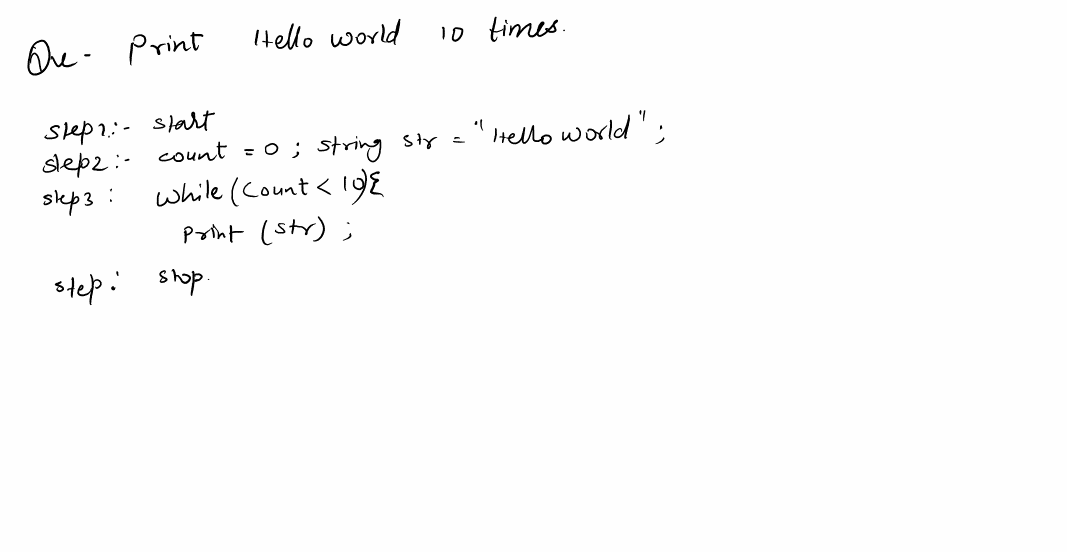 Que - Print Hello world 10 times.
step1:- start
step2:- count = 0 ; string str = "Hello world" ;
step3 : while (count < 10){
print (str) ;
step: stop.